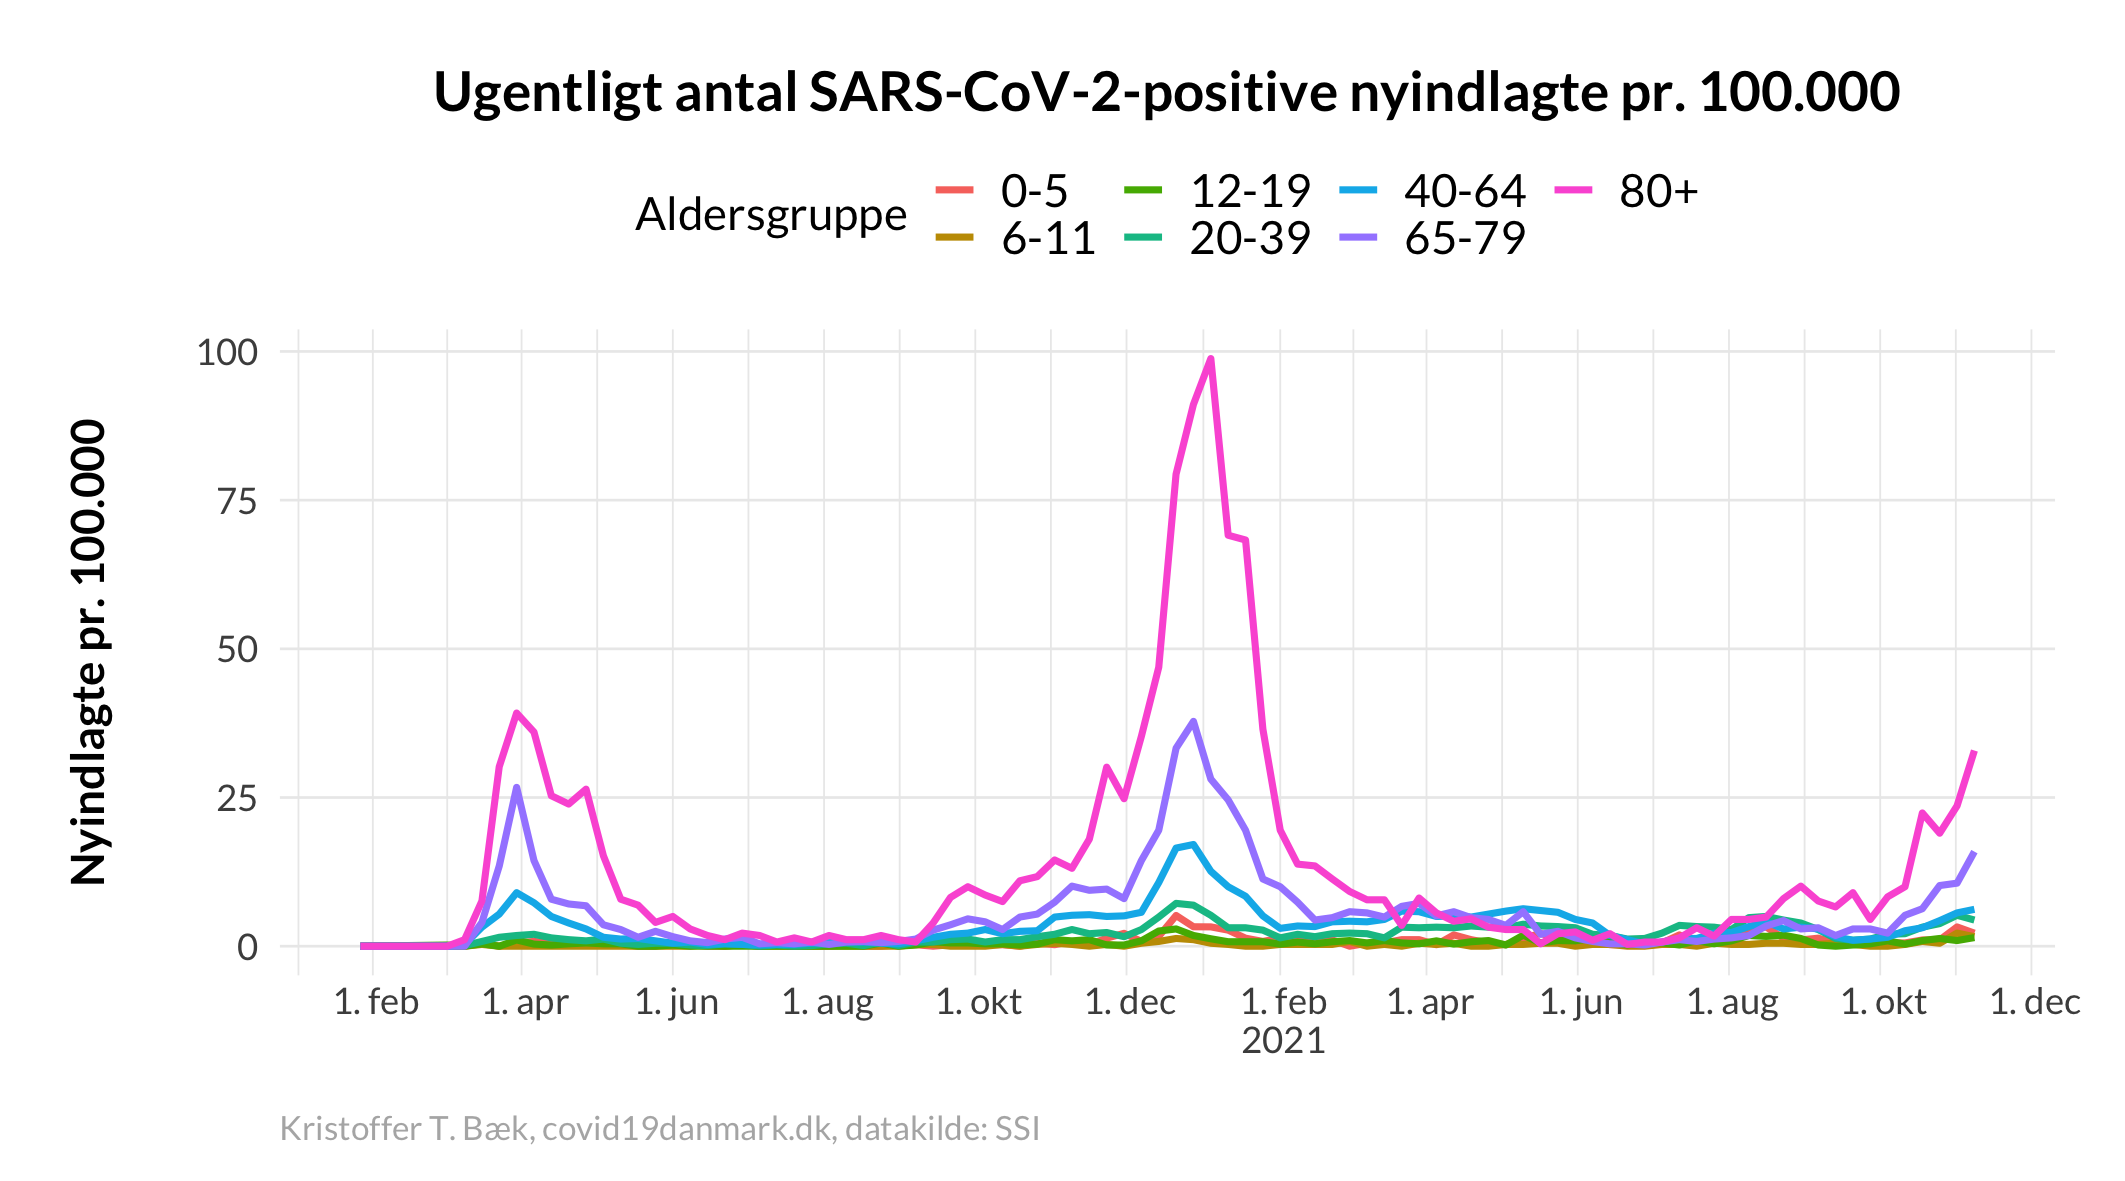 Ugentligt antal SARS-CoV-2-positive nyindlagte pr. 100.000
Aldersgruppe
0-5 12-19 40-64 80+
6-11 20-39 65-79
Nyindlagte pr. 100.000
100
75
50
25
0
1. feb 1. apr 1. jun 1. aug 1. okt 1. dec 1. feb 1. apr 1. jun 1. aug 1. okt 1. dec
2021
Kristoffer T. Bæk, covid19danmark.dk, datakilde: SSI